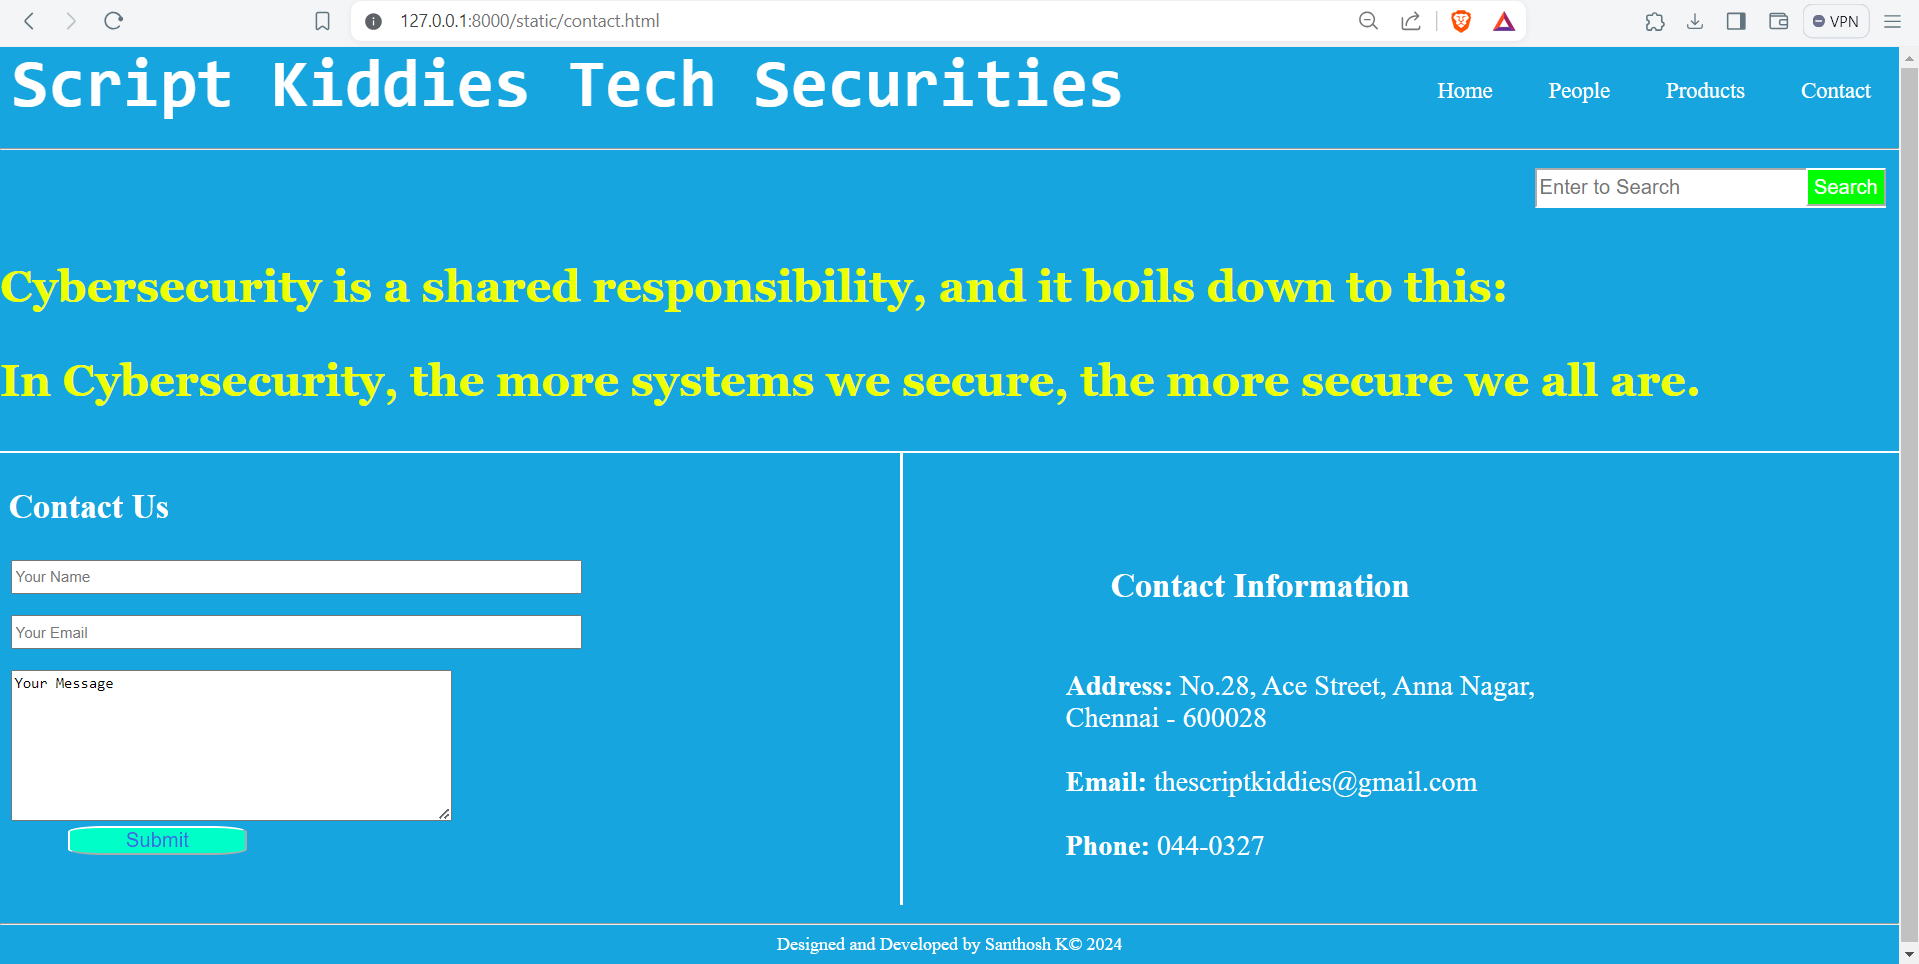 127.0.0.1:8000/static/contact.html
VPN
Script Kiddies Tech Securities
Home People Products Contact
Enter to Search Search
Cybersecurity is a shared responsibility, and it boils down to this:
In Cybersecurity, the more systems we secure, the more secure we all are.
Contact Us
Your Name
Your Email
Your Message
Submit
Contact Information
Address: No.28, Ace Street, Anna Nagar,
Chennai - 600028
Email: thescriptkiddies@gmail.com
Phone: 044-0327
Designed and Developed by Santhosh K© 2024